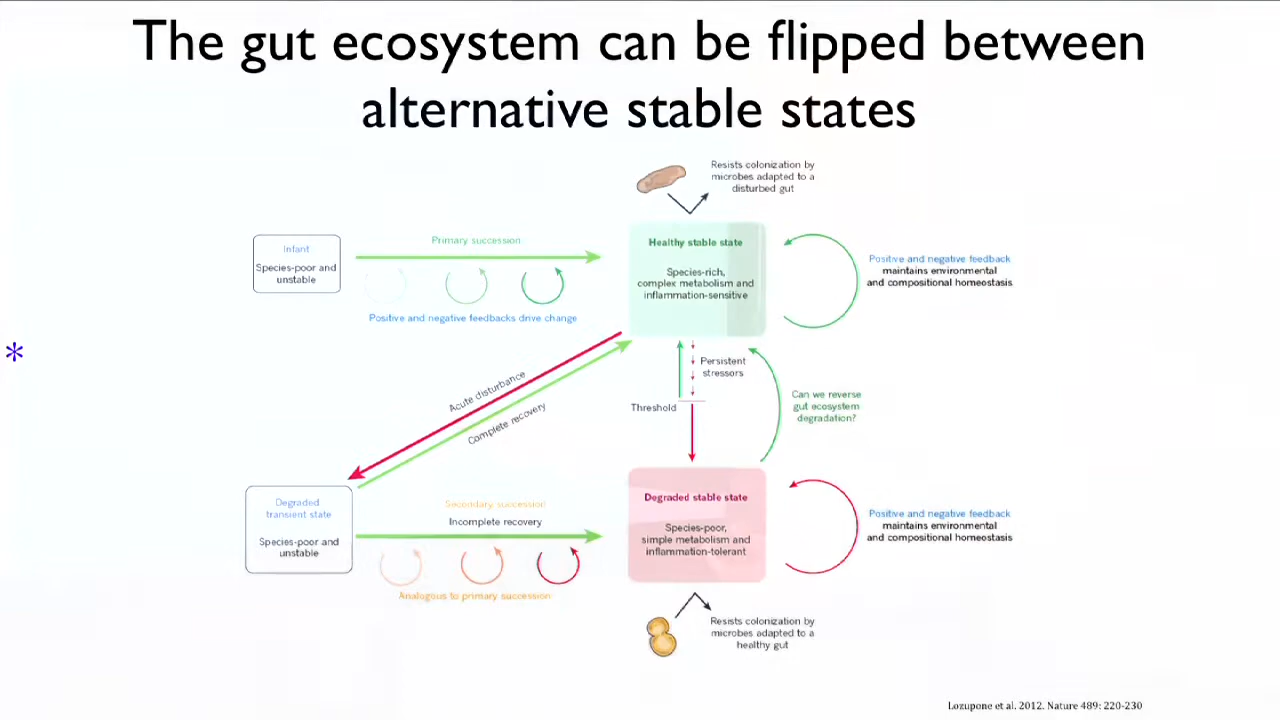 The gut ecosystem can be flipped between
alternative stable states
Resists colonization by
microbes adapted to a
disturbed gut
Infant
Species-poor and
unstable
Primary succession
Positive and negative feedbacks drive change
Healthy stable state
Species-rich,
complex metabolism and
inflammation-sensitive
Positive and negative feedback
maintains environmental
and compositional homeostasis
*
Acute disturbance
Complete recovery
Persistent
stressors
Threshold
Can we reverse
gut ecosystem
degradation?
Degraded
transient state
Species-poor and
unstable
Secondary succession
Incomplete recovery
Analogous to primary succession
Degraded stable state
Species-poor,
simple metabolism and
inflammation-tolerant
Positive and negative feedback
maintains environmental
and compositional homeostasis
Resists colonization by
microbes adapted to a
healthy gut
Lozupone et al. 2012. Nature 489: 220-230